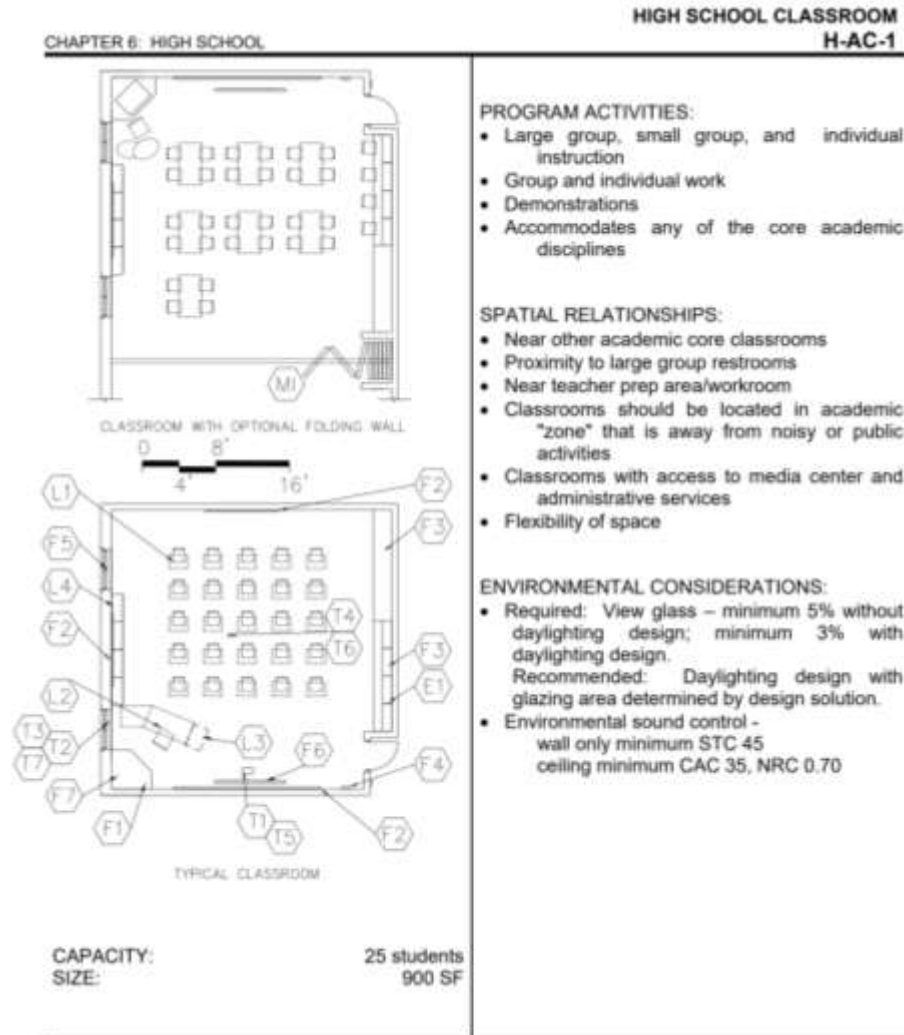 HIGH SCHOOL CLASSROOM
CHAPTER 6: HIGH SCHOOL
H-AC-1
MI
CLASSROOM WITH OPTIONAL FOLDING WALL
0 8'
4' 16'
L1
F2
F3
F5
L4
F2
T4
T6
F3
E1
L2
T3
T2
T7
L3
F6
F4
F7
F1
T1
T5
F2
TYPICAL CLASSROOM
CAPACITY: 25 students
SIZE: 900 SF
PROGRAM ACTIVITIES:
• Large group, small group, and individual
instruction
• Group and individual work
• Demonstrations
• Accommodates any of the core academic
disciplines
SPATIAL RELATIONSHIPS:
• Near other academic core classrooms
• Proximity to large group restrooms
• Near teacher prep area/workroom
• Classrooms should be located in academic
"zone" that is away from noisy or public
activities
• Classrooms with access to media center and
administrative services
• Flexibility of space
ENVIRONMENTAL CONSIDERATIONS:
• Required: View glass – minimum 5% without
daylighting design; minimum 3% with
daylighting design.
Recommended: Daylighting design with
glazing area determined by design solution.
• Environmental sound control -
wall only minimum STC 45
ceiling minimum CAC 35, NRC 0.70